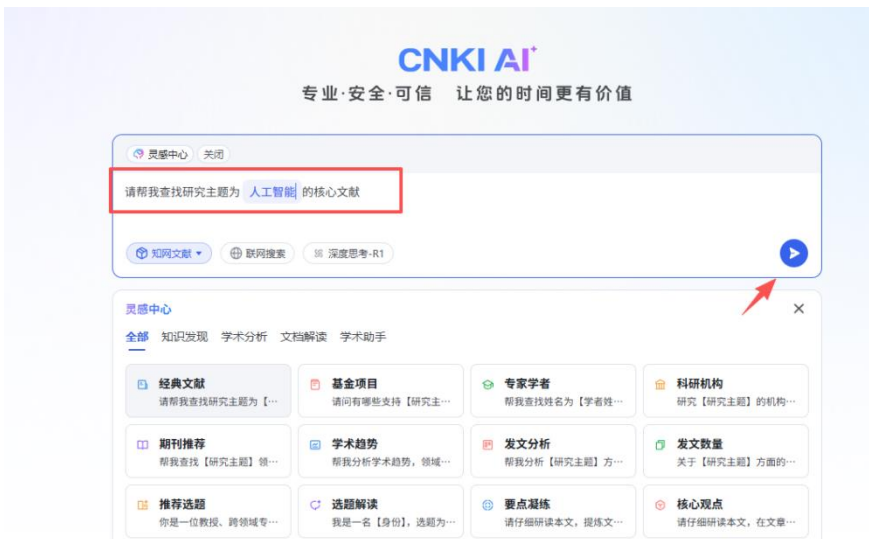 CNKI AI+
专业·安全·可信 让您的时间更有价值
灵感中心 关闭
请帮我查找研究主题为 人工智能 的核心文献
知网文献 联网搜索 深度思考-R1
灵感中心
全部 知识发现 学术分析 文档解读 学术助手
经典文献 基金项目 专家学者 科研机构
请帮我查找研究主题为【··· 请问有哪些支持【研究主··· 帮我查找姓名为【学者姓··· 研究【研究主题】的机构···
期刊推荐 学术趋势 发文分析 发文数量
帮我查找【研究主题】领··· 帮我分析学术趋势，领域··· 帮我分析【研究主题】方··· 关于【研究主题】方面的···
推荐选题 选题解读 要点凝练 核心观点
你是一位教授、跨领域专··· 我是一名【身份】，选题为··· 请仔细研读本文，提炼文··· 请仔细研读本文，在文章···